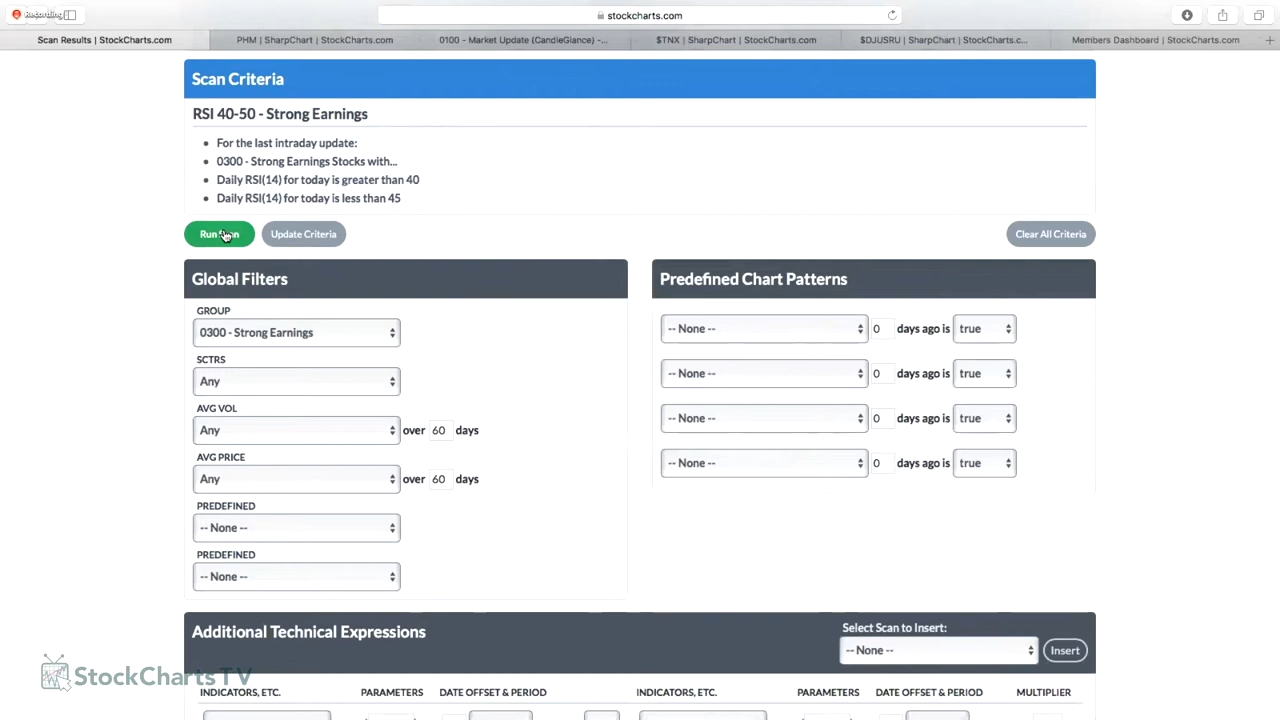 Recording
stockcharts.com
Scan Results | StockCharts.com
PHM | SharpChart | StockCharts.com
0100 - Market Update (CandleGlance) -...
$TNX | SharpChart | StockCharts.com
$DJUSRU | SharpChart | StockCharts.c...
Members Dashboard | StockCharts.com
Scan Criteria
RSI 40-50 - Strong Earnings
• For the last intraday update:
• 0300 - Strong Earnings Stocks with...
• Daily RSI(14) for today is greater than 40
• Daily RSI(14) for today is less than 45
Run Scan
Update Criteria
Clear All Criteria
Global Filters
GROUP
0300 - Strong Earnings
SCTRS
Any
AVG VOL
Any over 60 days
AVG PRICE
Any over 60 days
PREDEFINED
-- None --
PREDEFINED
-- None --
Predefined Chart Patterns
-- None -- 0 days ago is true
-- None -- 0 days ago is true
-- None -- 0 days ago is true
-- None -- 0 days ago is true
Additional Technical Expressions
Select Scan to Insert:
-- None -- Insert
INDICATORS, ETC. PARAMETERS DATE OFFSET & PERIOD INDICATORS, ETC. PARAMETERS DATE OFFSET & PERIOD MULTIPLIER
StockChartsTV